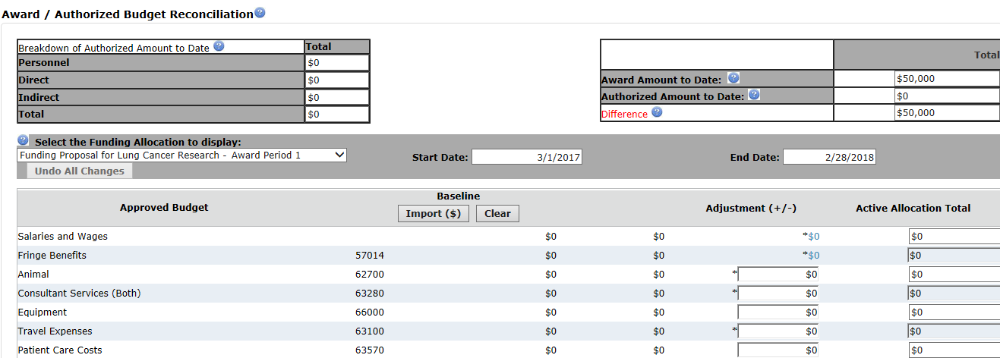 Award / Authorized Budget Reconciliation ?
Breakdown of Authorized Amount to Date ? Total
Personnel $0
Direct $0
Indirect $0
Total $0
Total
Award Amount to Date: ? $50,000
Authorized Amount to Date: ? $0
Difference ? $50,000
? Select the Funding Allocation to display:
Funding Proposal for Lung Cancer Research - Award Period 1 Start Date: 3/1/2017 End Date: 2/28/2018
Undo All Changes
Approved Budget Baseline Adjustment (+/-) Active Allocation Total
Import ($) Clear
Salaries and Wages $0 $0 *$0 $0
Fringe Benefits 57014 $0 $0 *$0 $0
Animal 62700 $0 $0 * $0 $0
Consultant Services (Both) 63280 $0 $0 * $0 $0
Equipment 66000 $0 $0 $0 $0
Travel Expenses 63100 $0 $0 * $0 $0
Patient Care Costs 63570 $0 $0 $0 $0